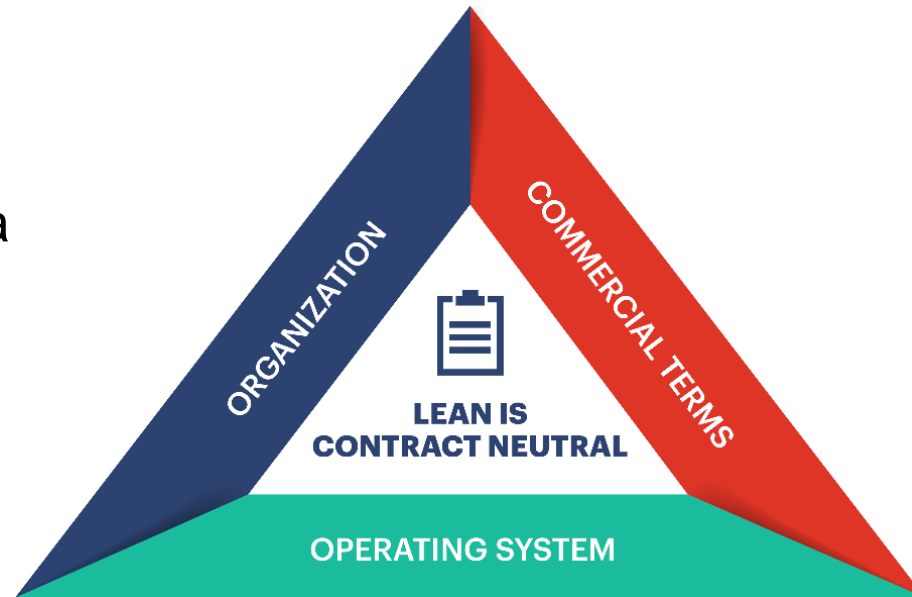 a
ORGANIZATION
COMMERCIAL TERMS
LEAN IS
CONTRACT NEUTRAL
OPERATING SYSTEM